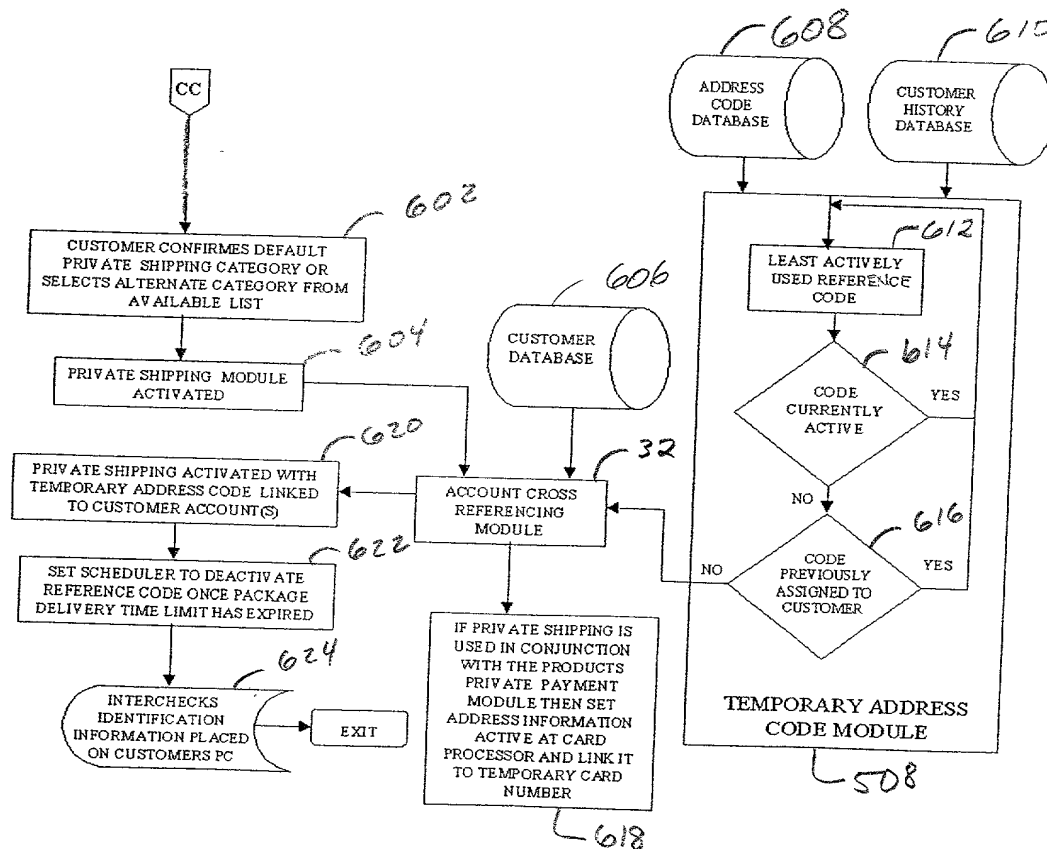 608
610
ADDRESS
CODE
DATABASE
CUSTOMER
HISTORY
DATABASE
CC
602
CUSTOMER CONFIRMES DEFAULT
PRIVATE SHIPPING CATEGORY OR
SELECTS ALTERNATE CATEGORY FROM
AVAILABLE LIST
612
LEAST ACTIVELY
USED REFERENCE
CODE
606
CUSTOMER
DATABASE
604
PRIVATE SHIPPING MODULE
ACTIVATED
614
CODE
CURRENTLY
ACTIVE
YES
NO
620
PRIVATE SHIPPING ACTIVATED WITH
TEMPORARY ADDRESS CODE LINKED
TO CUSTOMER ACCOUNT(S)
32
ACCOUNT CROSS
REFERENCING
MODULE
616
CODE
PREVIOUSLY
ASSIGNED TO
CUSTOMER
YES
NO
622
SET SCHEDULER TO DEACTIVATE
REFERENCE CODE ONCE PACKAGE
DELIVERY TIME LIMIT HAS EXPIRED
624
INTERCHECKS
IDENTIFICATION
INFORMATION PLACED
ON CUSTOMERS PC
EXIT
IF PRIVATE SHIPPING IS
USED IN CONJUNCTION
WITH THE PRODUCTS
PRIVATE PAYMENT
MODULE THEN SET
ADDRESS INFORMATION
ACTIVE AT CARD
PROCESSOR AND LINK IT
TO TEMPORARY CARD
NUMBER
618
TEMPORARY ADDRESS
CODE MODULE
508